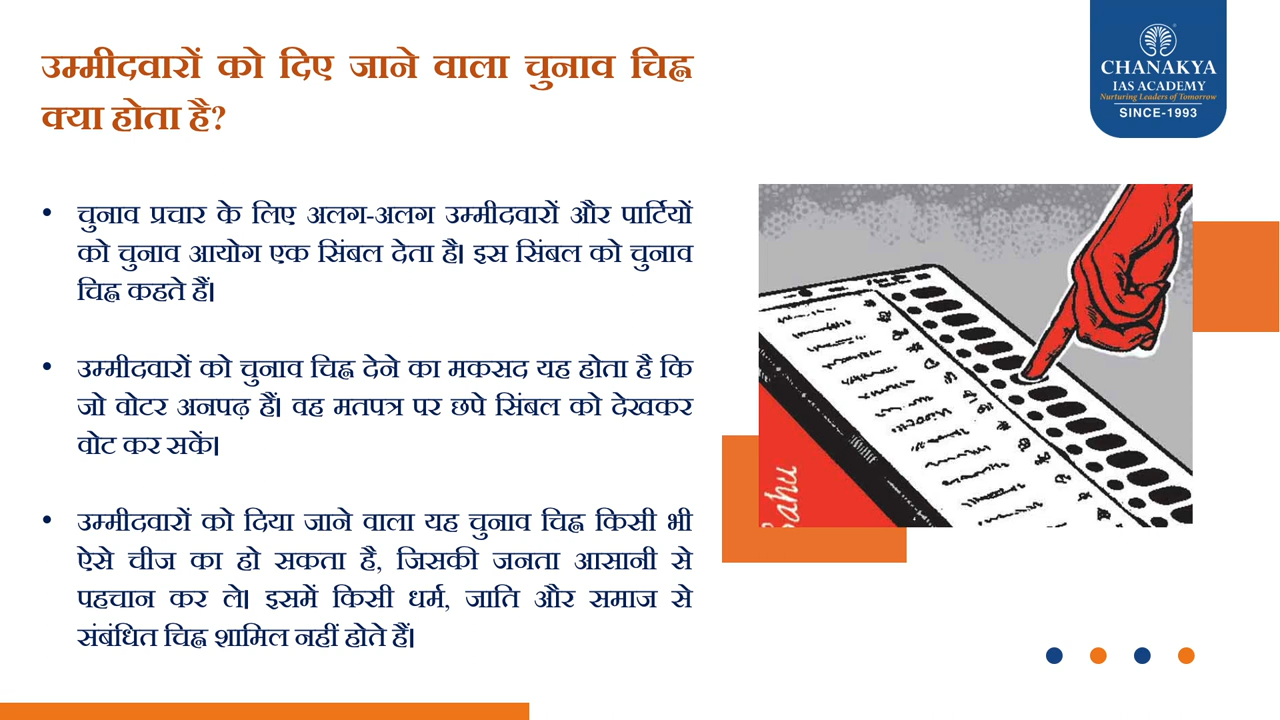 उम्मीदवारों को दिए जाने वाला चुनाव चिह्न
क्या होता है?
CHANAKYA
IAS ACADEMY
Nurturing Leaders of Tomorrow
SINCE-1993
• चुनाव प्रचार के लिए अलग-अलग उम्मीदवारों और पार्टियों
को चुनाव आयोग एक सिंबल देता है। इस सिंबल को चुनाव
चिह्न कहते हैं।
• उम्मीदवारों को चुनाव चिह्न देने का मकसद यह होता है कि
जो वोटर अनपढ़ हैं। वह मतपत्र पर छपे सिंबल को देखकर
वोट कर सकें।
• उम्मीदवारों को दिया जाने वाला यह चुनाव चिह्न किसी भी
ऐसे चीज का हो सकता है, जिसकी जनता आसानी से
पहचान कर ले। इसमें किसी धर्म, जाति और समाज से
संबंधित चिह्न शामिल नहीं होते हैं।